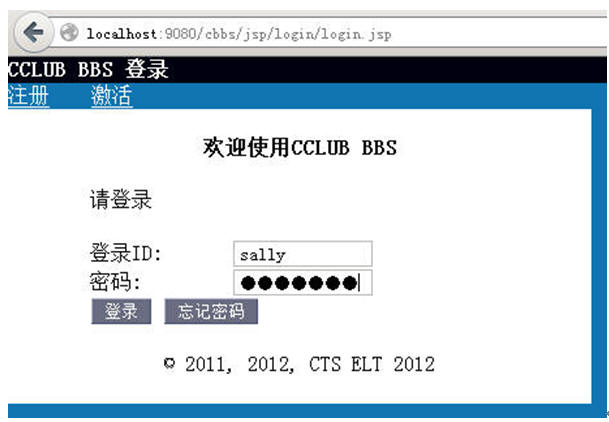 localhost:9080/cbbs/jsp/login/login.jsp
CCLUB BBS 登录
注册 激活
欢迎使用CCLUB BBS
请登录
登录ID: sally
密码: ●●●●●●●
登录 忘记密码
© 2011, 2012, CTS ELT 2012